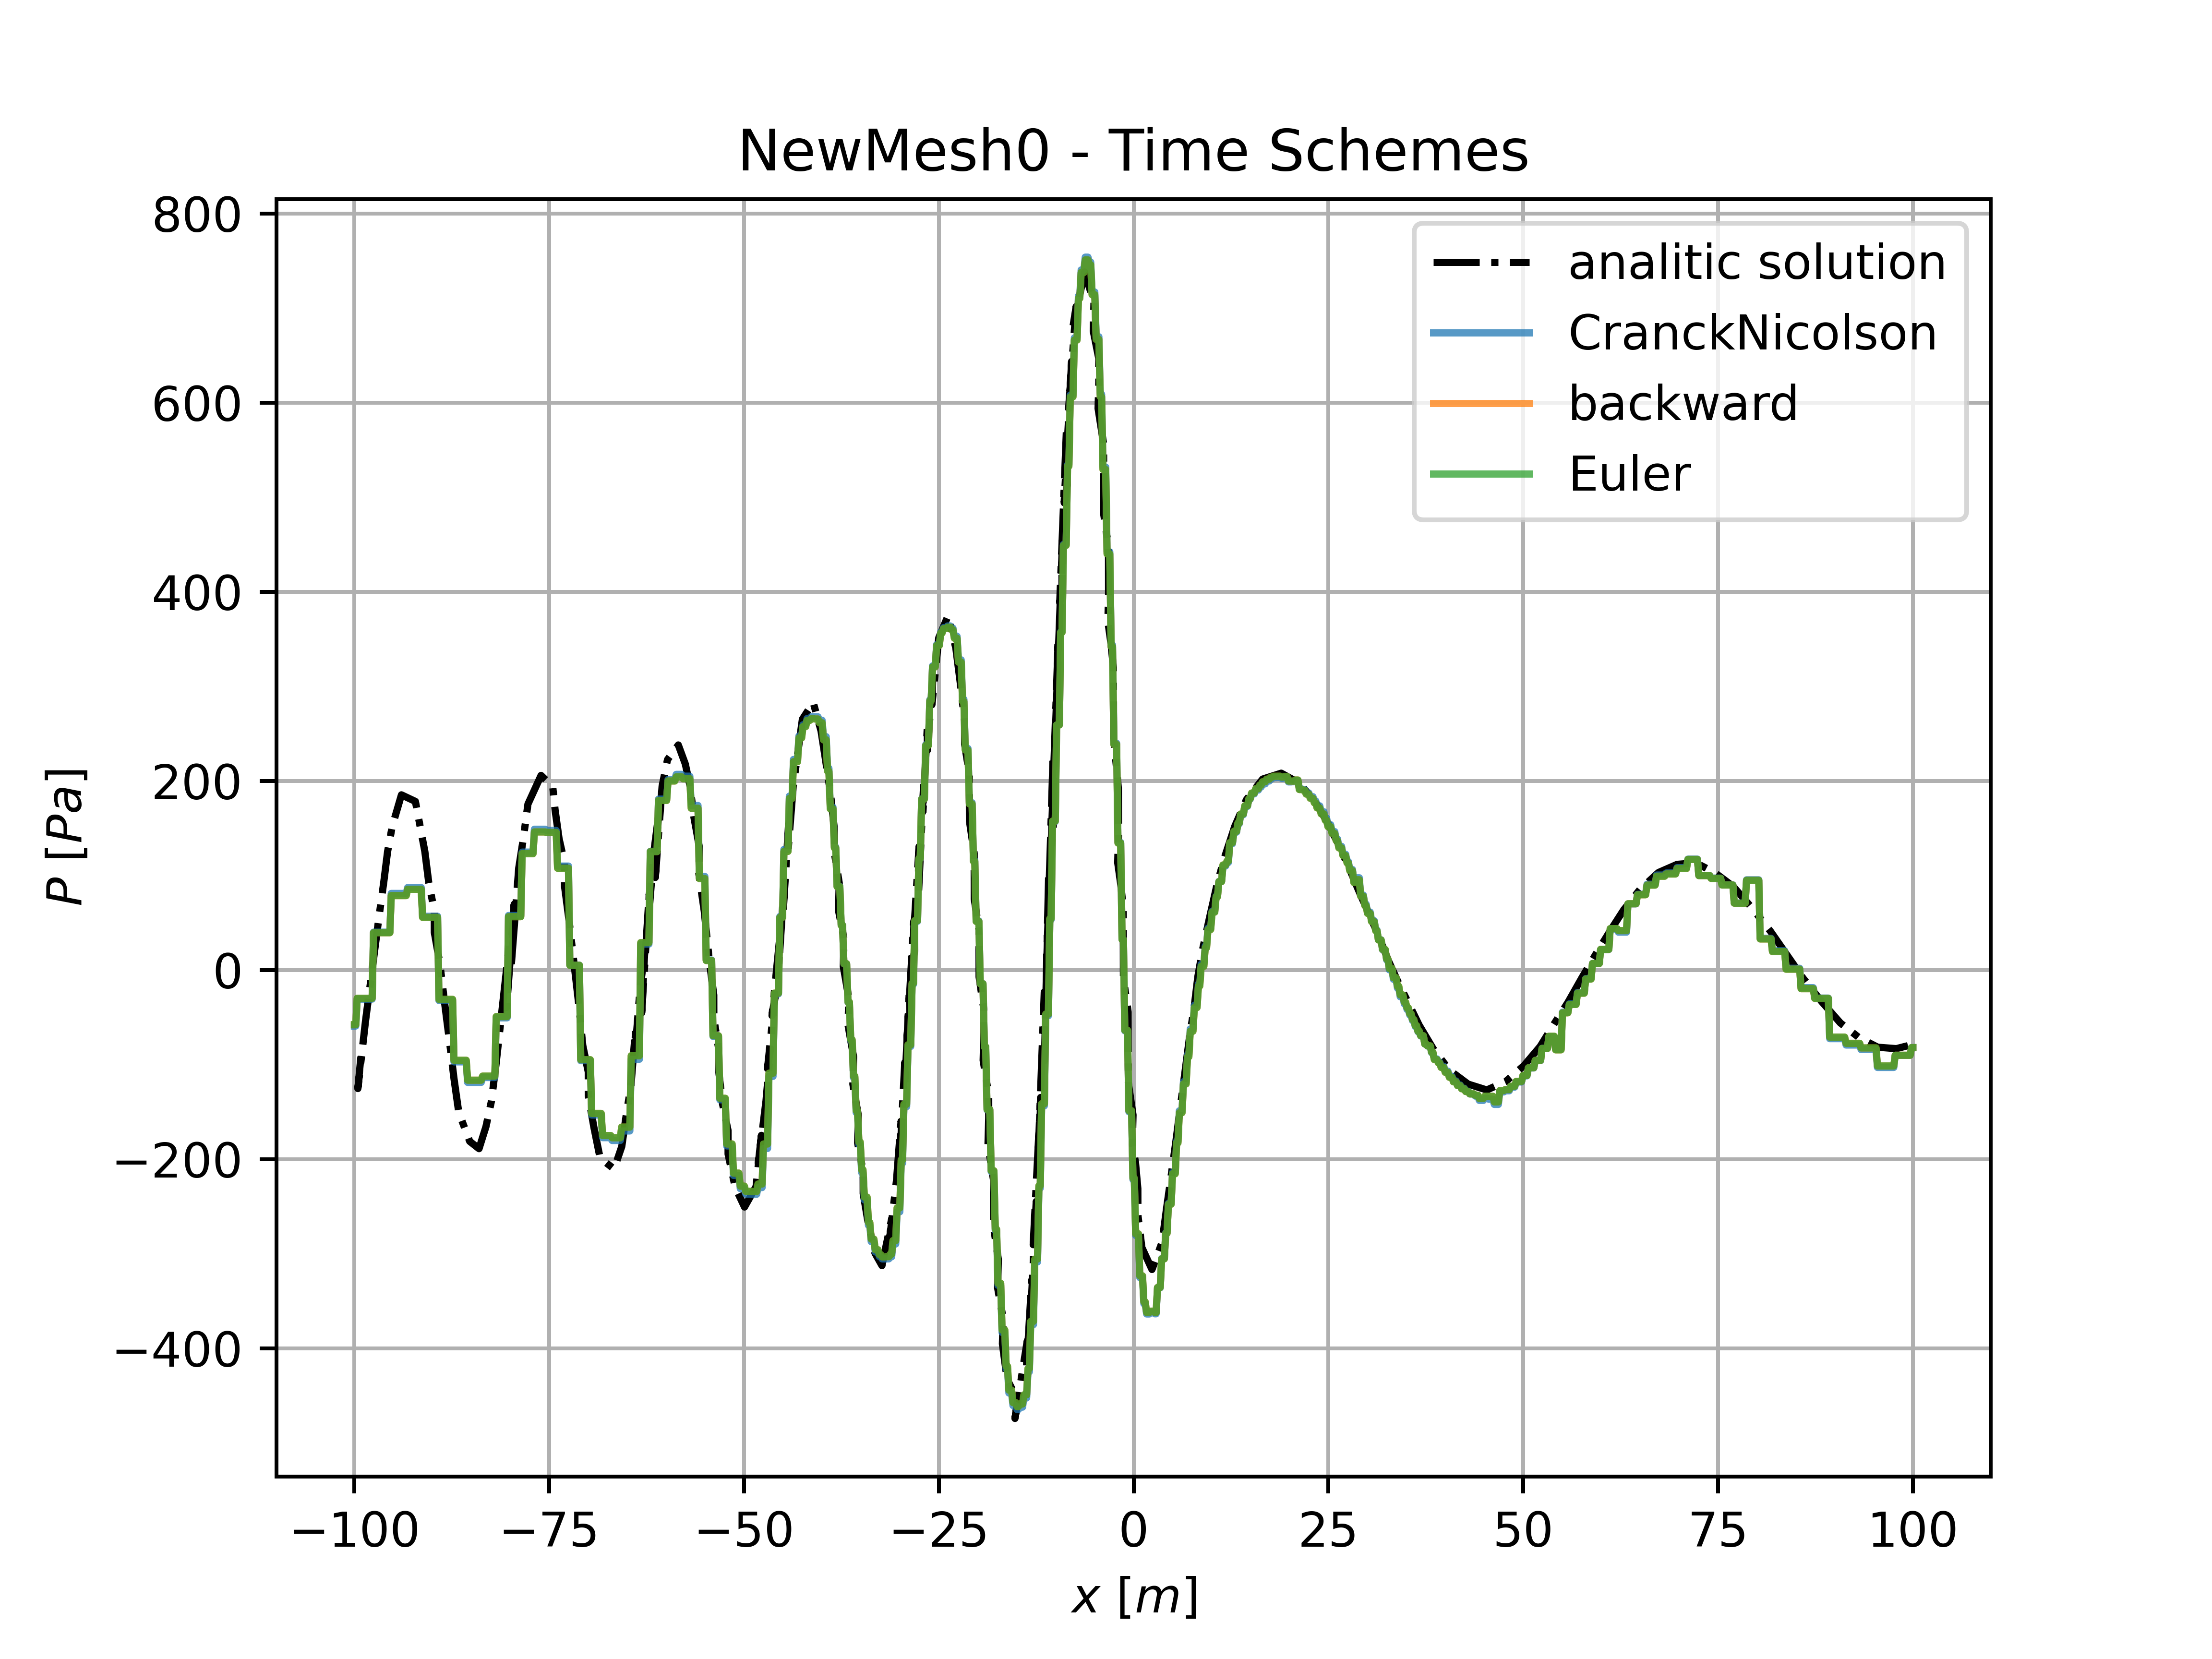 NewMesh0 - Time Schemes
800
600
400
200
0
−200
−400
P [Pa]
analitic solution
CranckNicolson
backward
Euler
−100 −75 −50 −25 0 25 50 75 100
x [m]